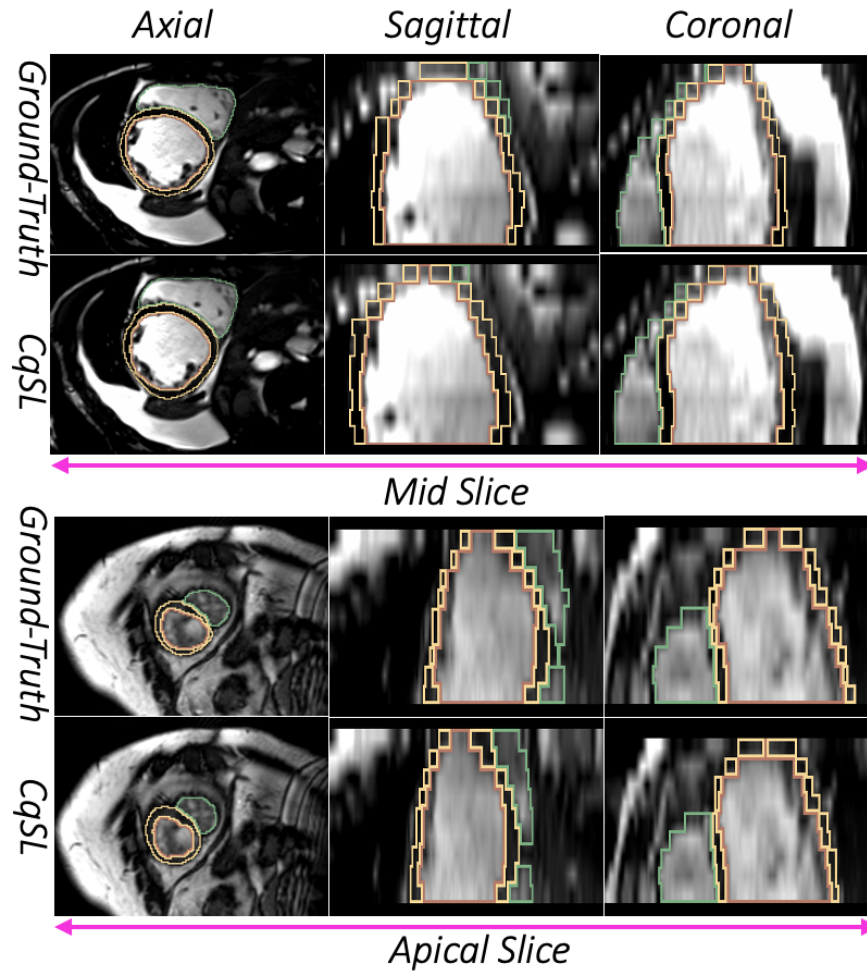 Axial Sagittal Coronal
Ground-Truth
CqSL
Mid Slice
Ground-Truth
CqSL
Apical Slice